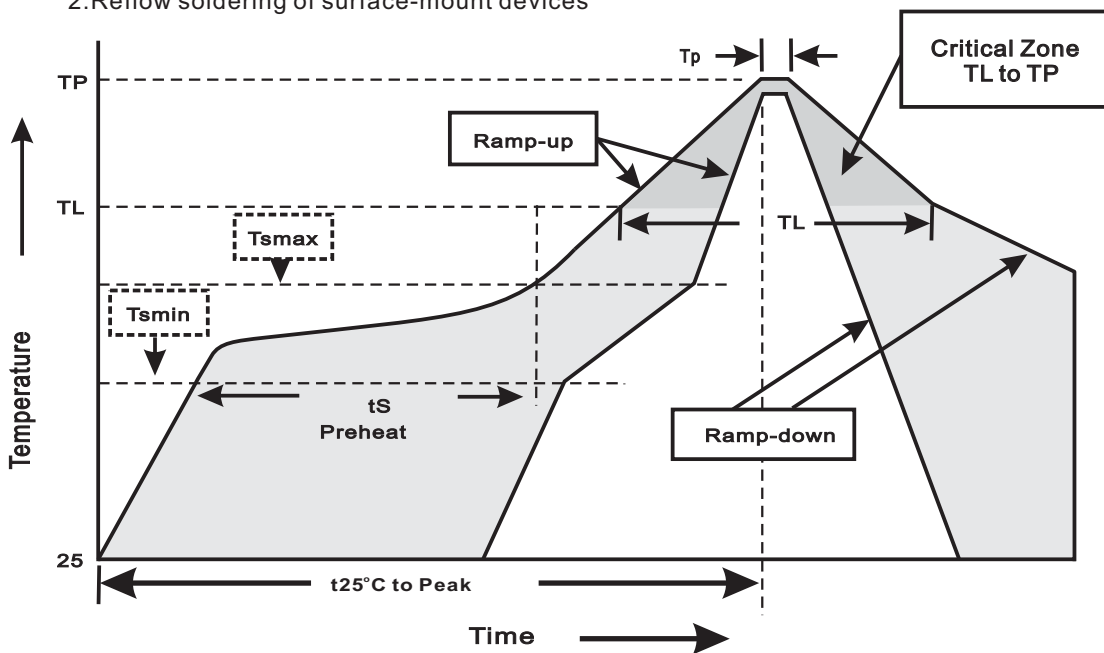 2.Reflow soldering of surface-mount devices
Tp
Critical Zone
TL to TP
TP
Ramp-up
TL
TL
Tsmax
Tsmin
tS
Preheat
Ramp-down
Temperature
25
t25°C to Peak
Time